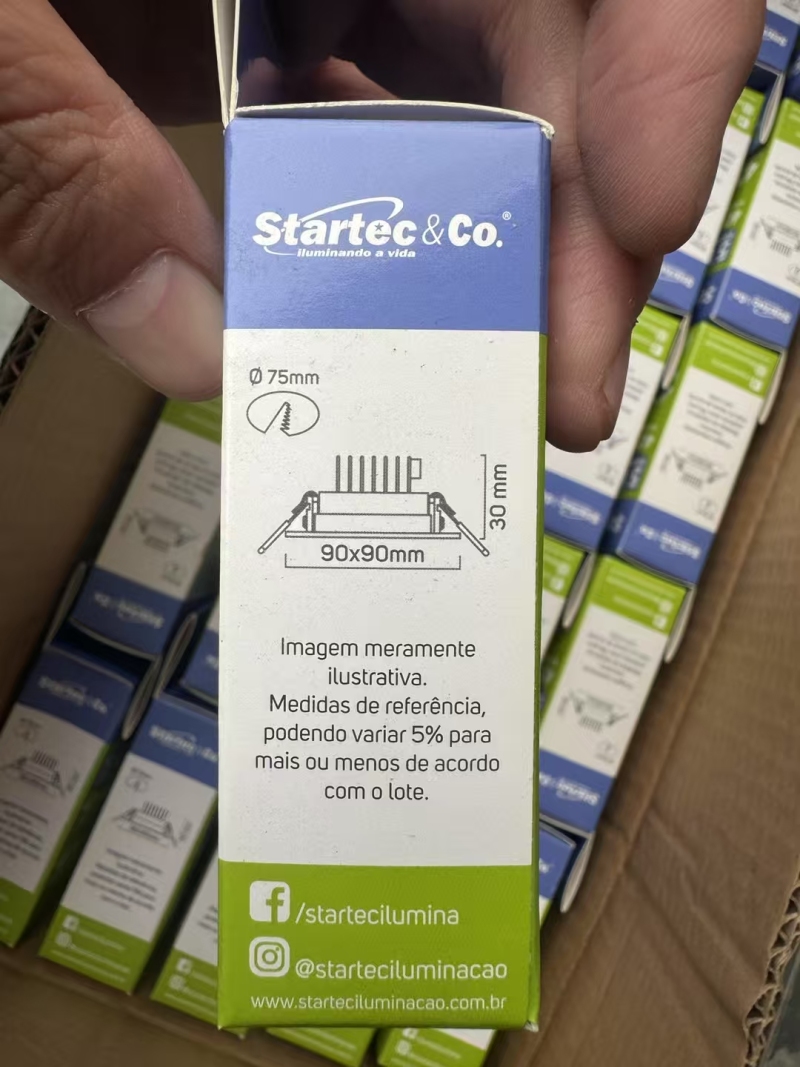 Startec & Co.®
iluminando a vida
Ø 75mm
30 mm
90x90mm
Imagem meramente
ilustrativa.
Medidas de referência,
podendo variar 5% para
mais ou menos de acordo
com o lote.
/startecilumina
@starteciluminacao
www.starteciluminacao.com.br